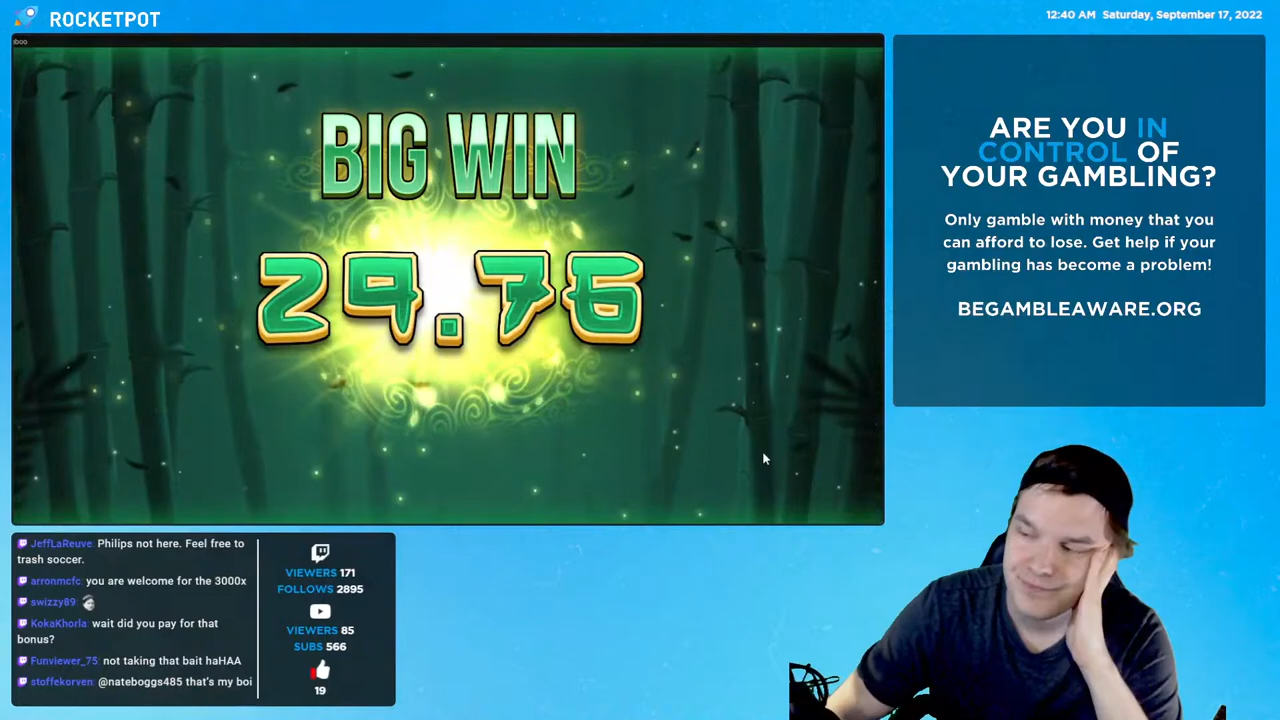 ROCKETPOT
12:40 AM Saturday, September 17, 2022
boo
BIG WIN
29.76
ARE YOU IN
CONTROL OF
YOUR GAMBLING?
Only gamble with money that you
can afford to lose. Get help if your
gambling has become a problem!
BEGAMBLEAWARE.ORG
JeffLaReuve: Philips not here. Feel free to
trash soccer.
arronmcfc: you are welcome for the 3000x
swizzy89:
KokaKhorla: wait did you pay for that
bonus?
Funviewer_75: not taking that bait haHAA
stoffekorven: @nateboggs485 that's my boi
VIEWERS 171
FOLLOWS 2895
VIEWERS 85
SUBS 566
19